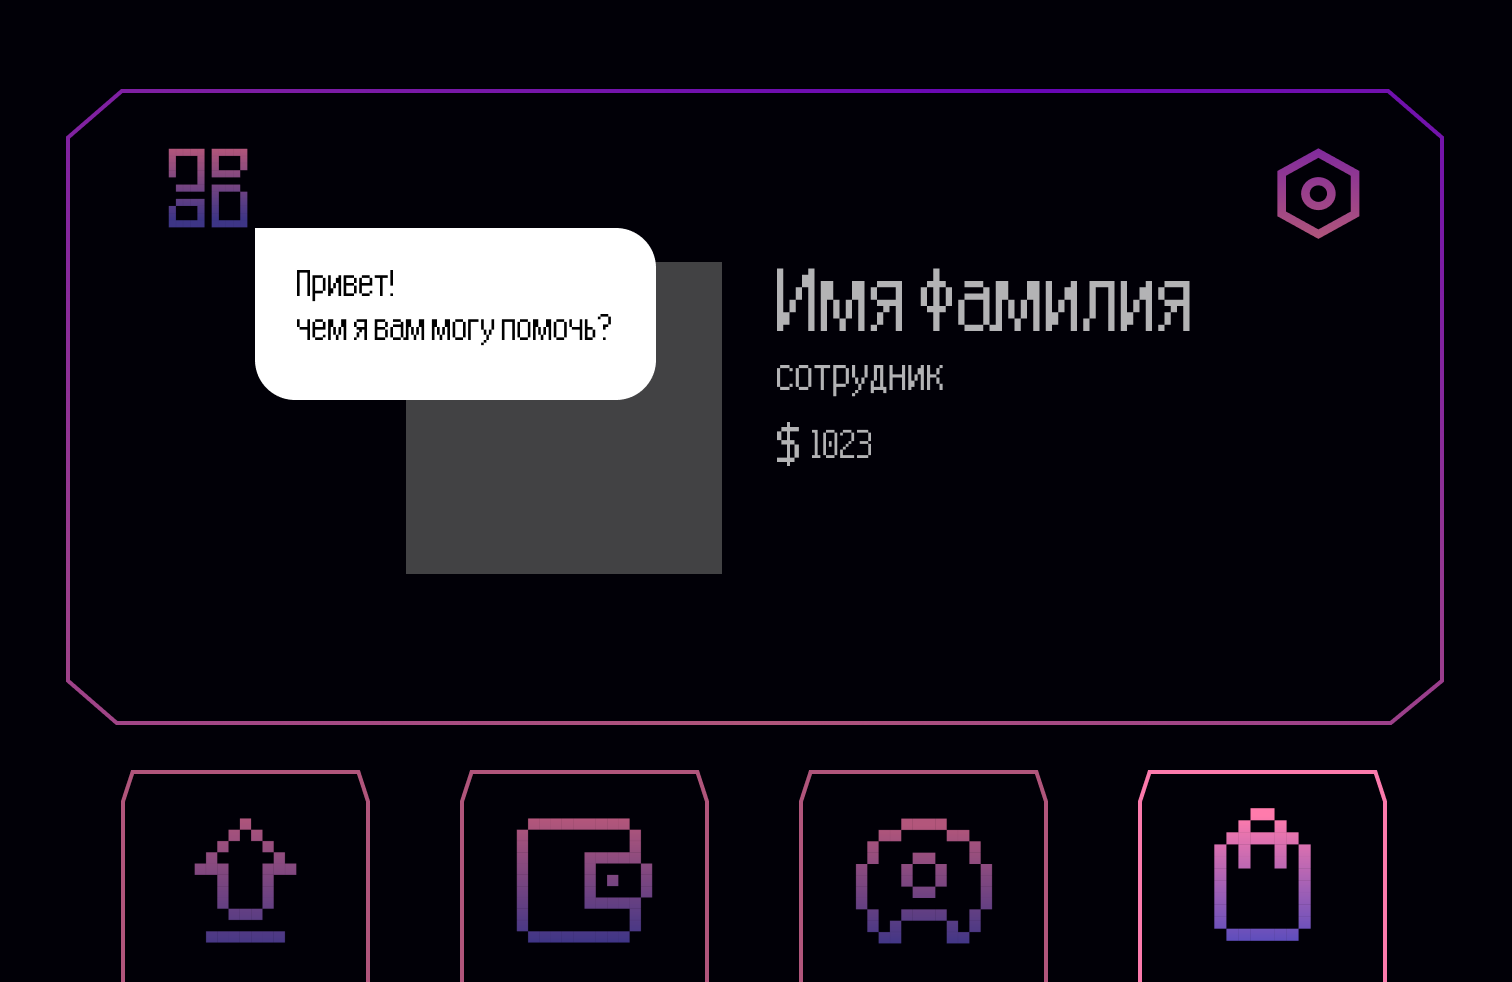 Привет!
чем я вам могу помочь?
Имя фамилия
сотрудник
$ 1023